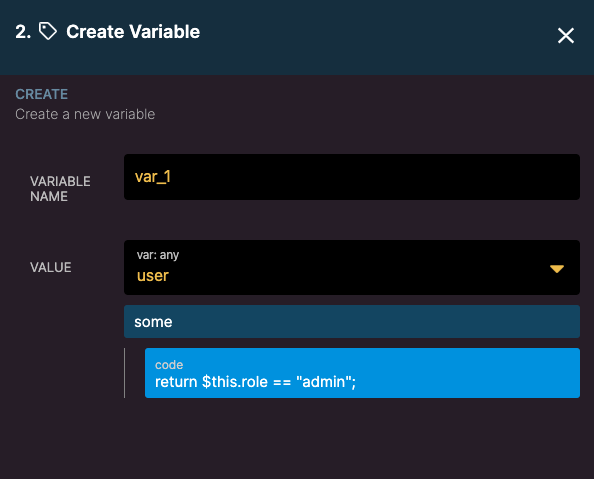 2. Create Variable
CREATE
Create a new variable
VARIABLE
NAME
var_1
VALUE
var: any
user
some
code
return $this.role == "admin";